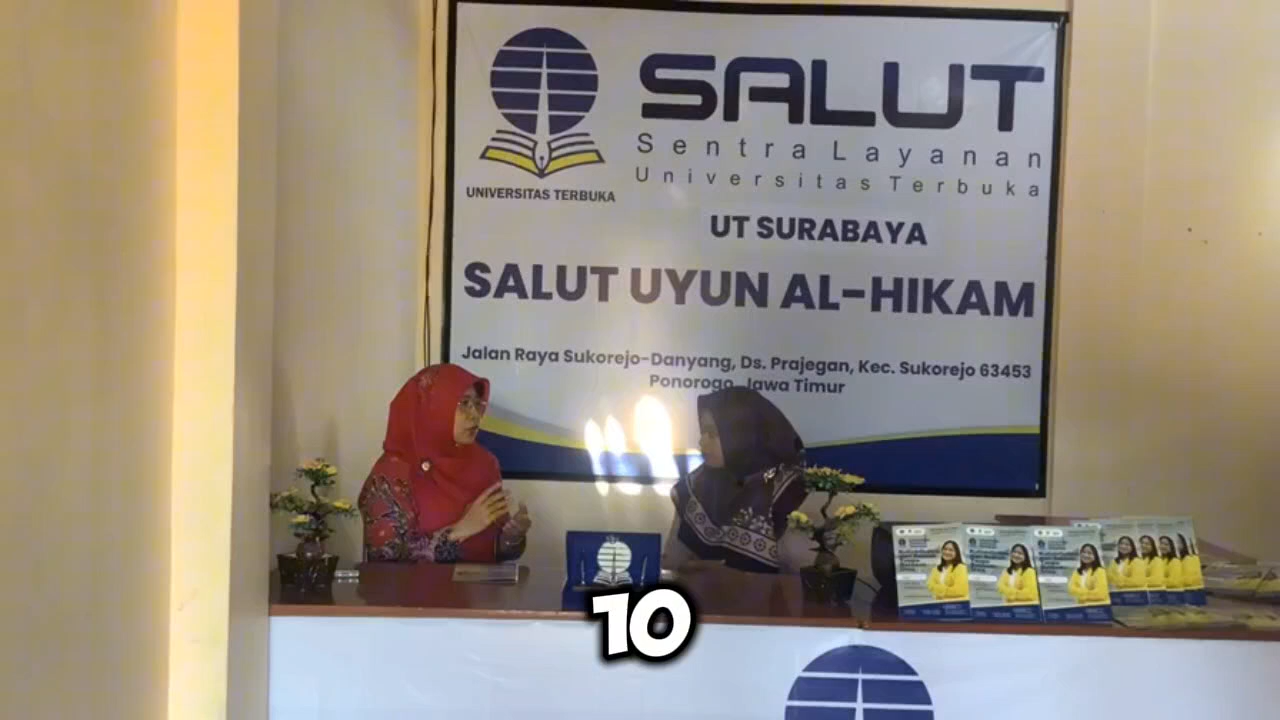 SALUT
Sentra Layanan
Universitas Terbuka
UNIVERSITAS TERBUKA
UT SURABAYA
SALUT UYUN AL-HIKAM
Jalan Raya Sukorejo-Danyang, Ds. Prajegan, Kec. Sukorejo 63453
Ponorogo, Jawa Timur
10